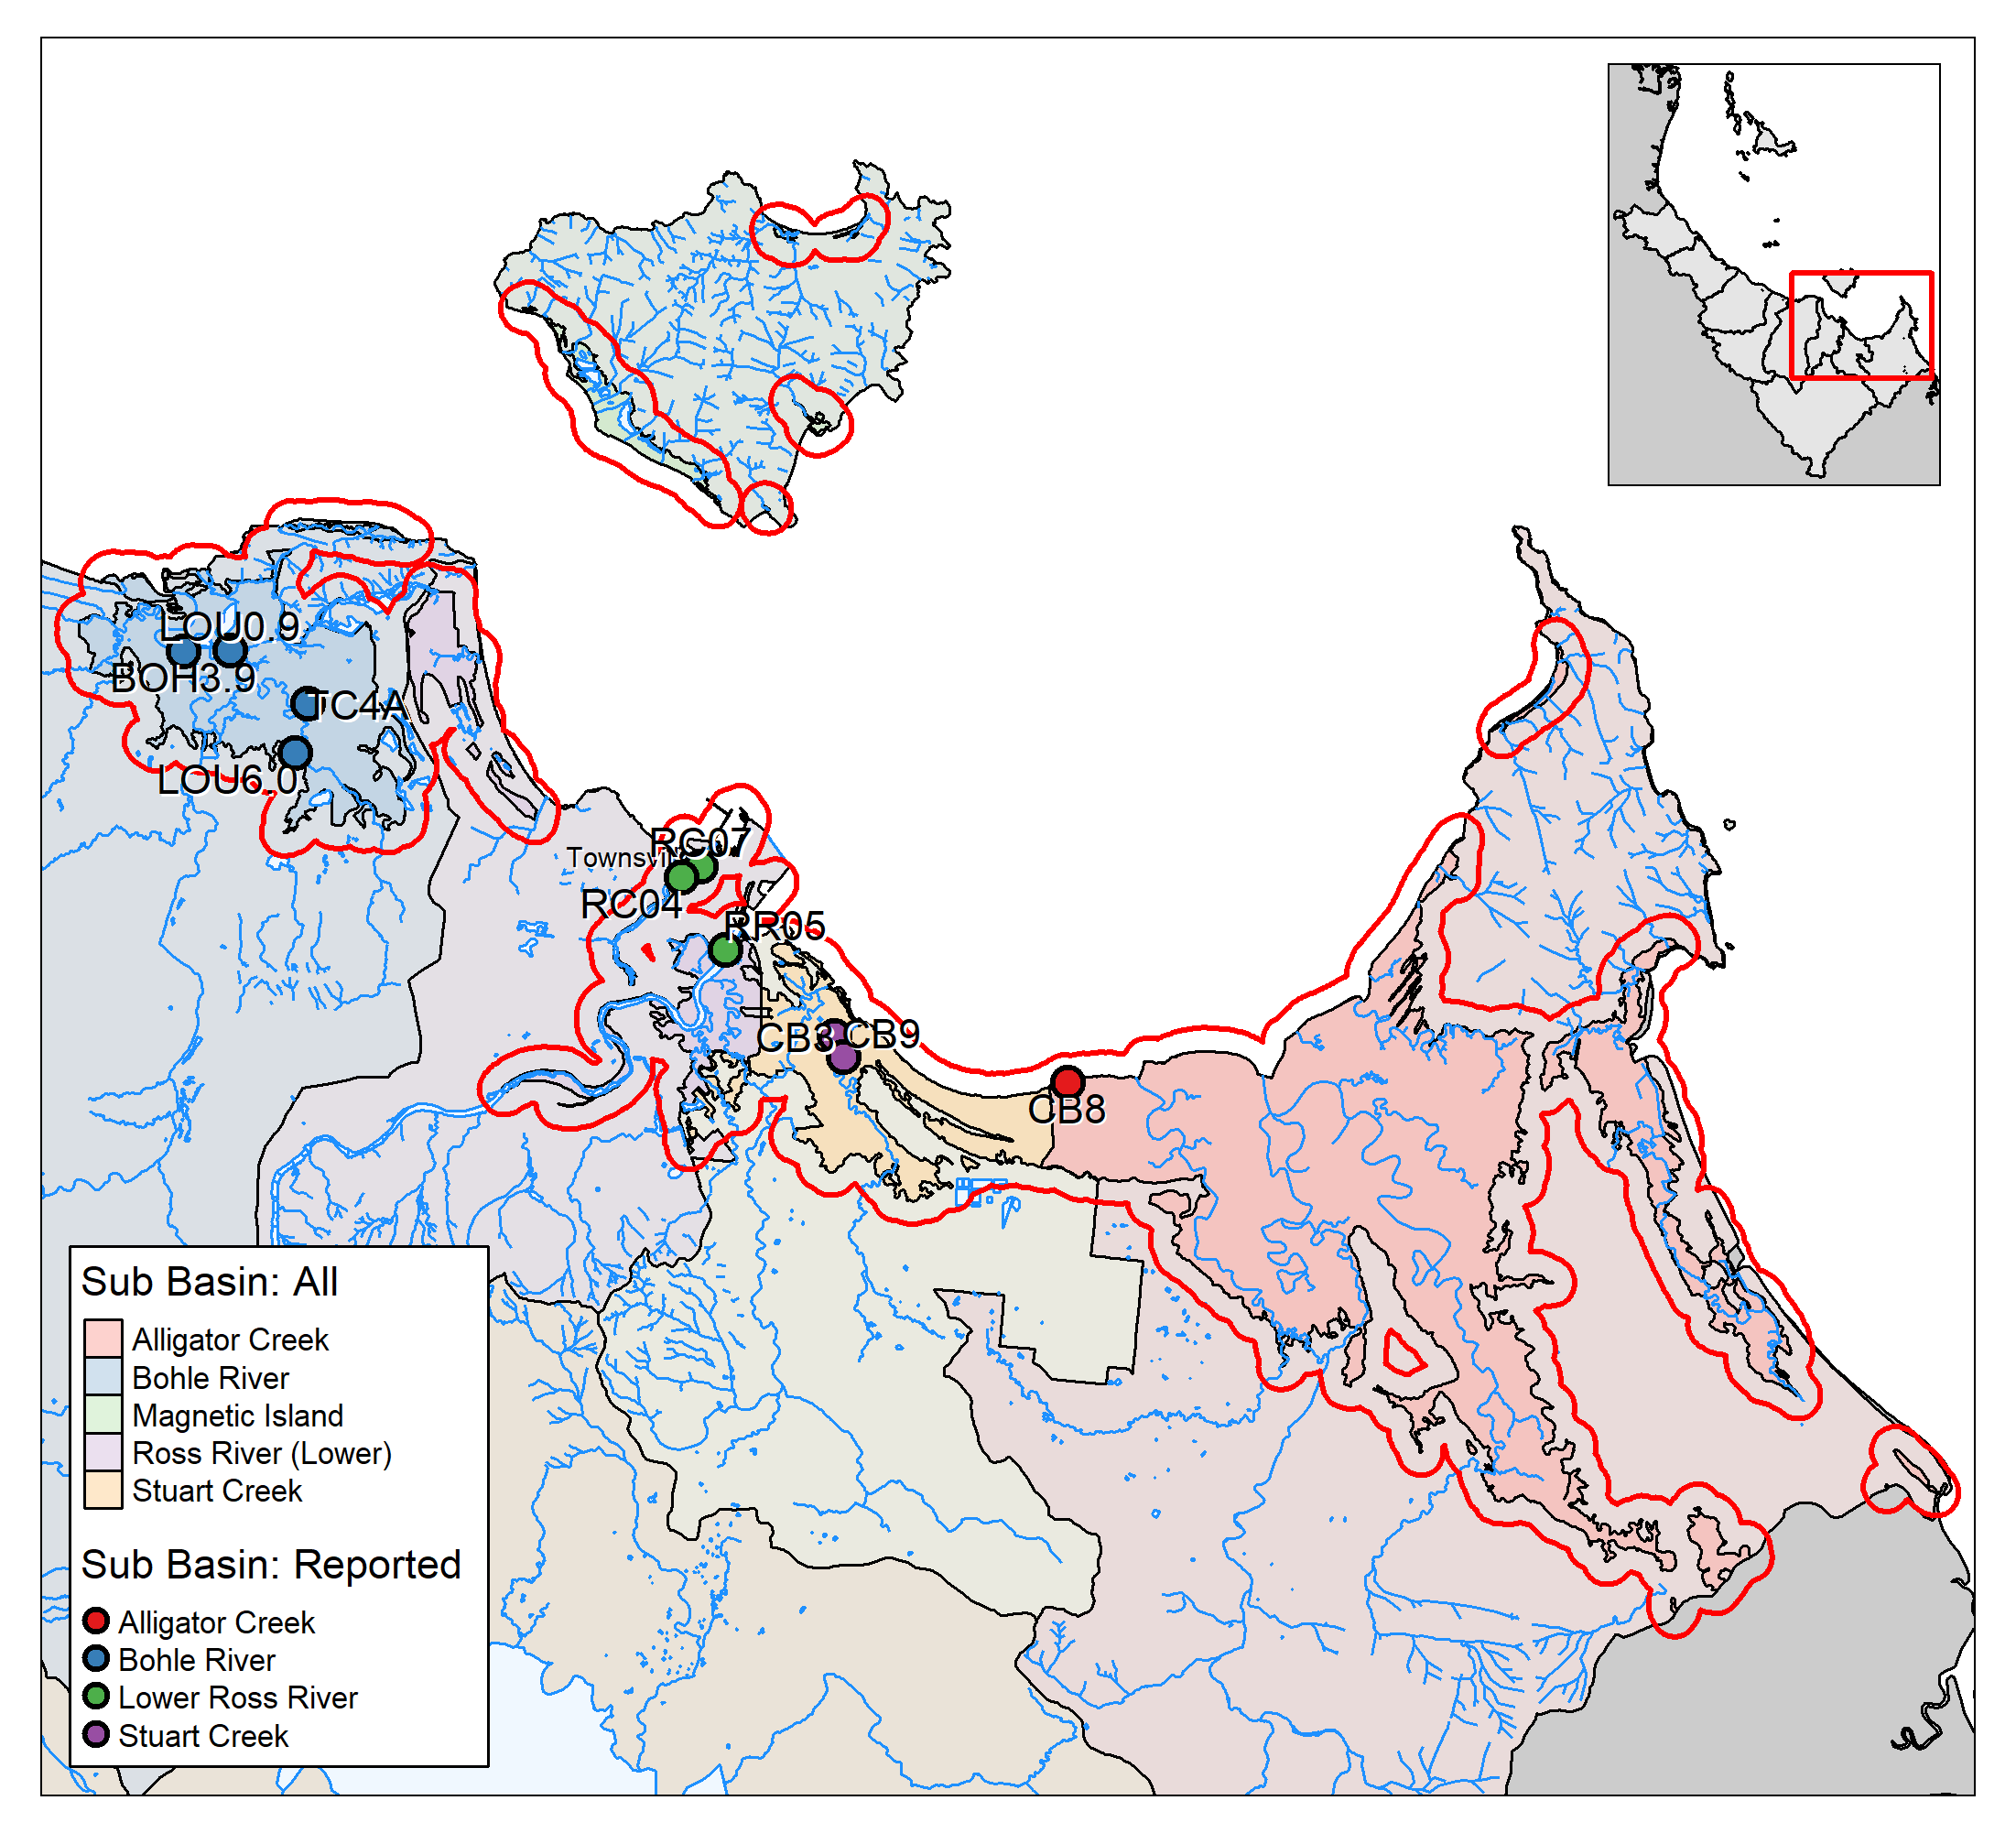 LOU0.9
BOH3.9
TC4A
LOU6.0
RC07
RC04
RR05
CB3
CB9
CB8
Sub Basin: All
Alligator Creek
Bohle River
Magnetic Island
Ross River (Lower)
Stuart Creek
Sub Basin: Reported
Alligator Creek
Bohle River
Lower Ross River
Stuart Creek